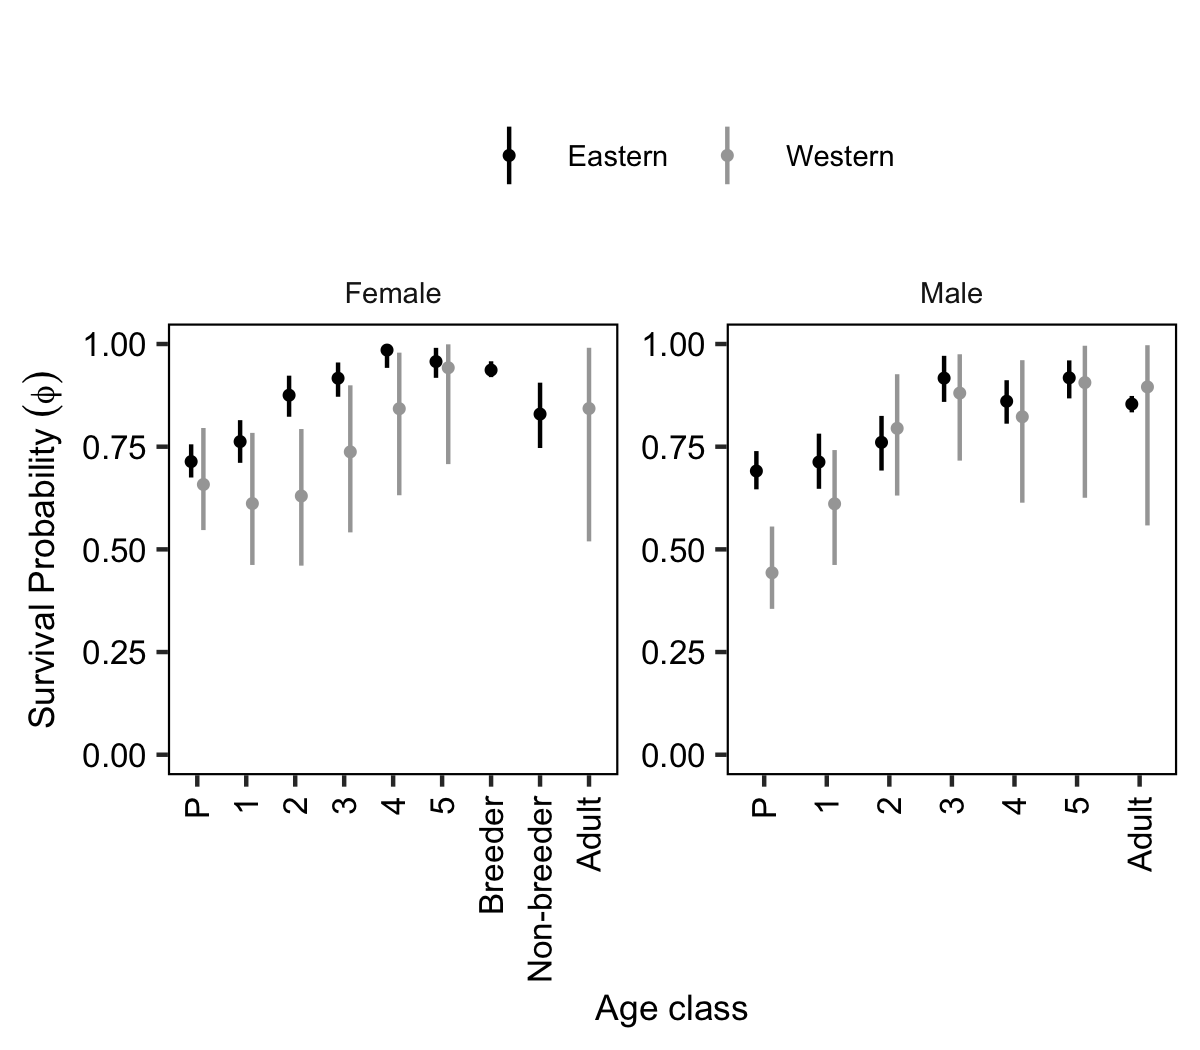 Eastern Western
Female Male
Survival Probability (ϕ)
1.00
0.75
0.50
0.25
0.00
1.00
0.75
0.50
0.25
0.00
P 1 2 3 4 5 Breeder Non-breeder Adult
P 1 2 3 4 5 Adult
Age class